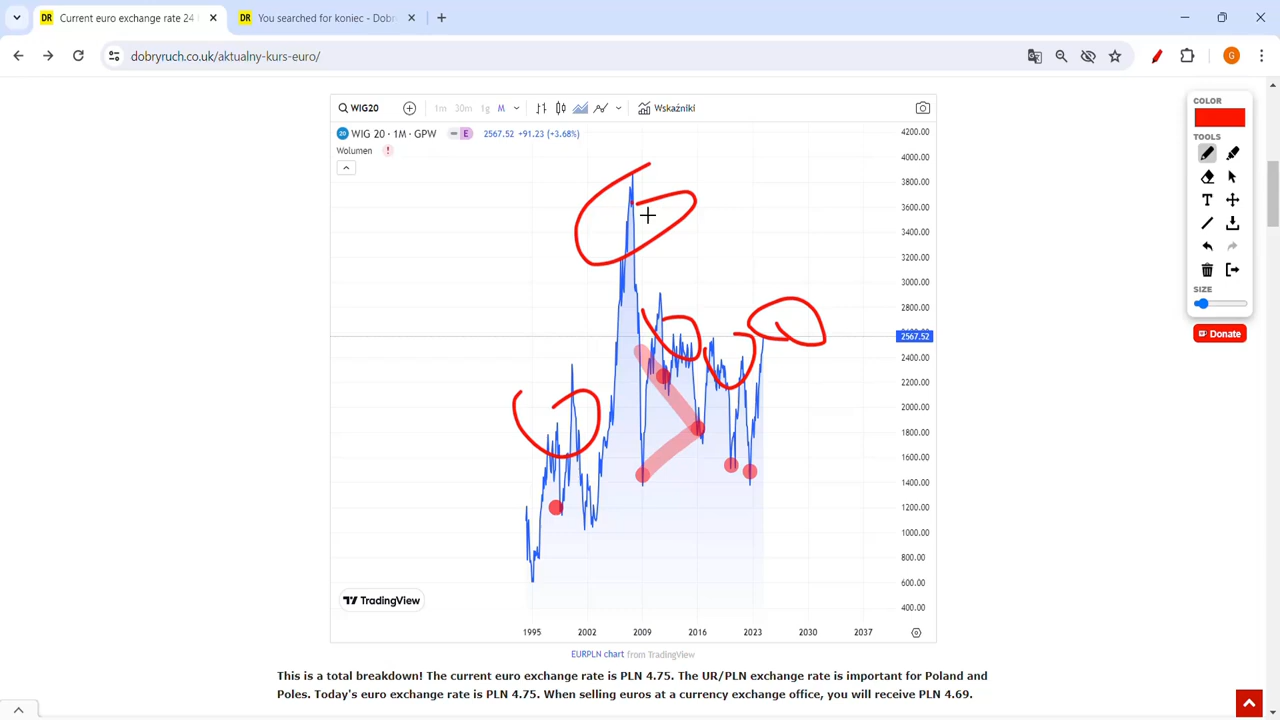 DR Current euro exchange rate 24
DR You searched for koniec - Dobr
dobryruch.co.uk/aktualny-kurs-euro/
G
WIG20
1m 30m 1g M
Wskaźniki
20 WIG 20 · 1M · GPW
E
2567.52 +91.23 (+3.68%)
Wolumen !
4200.00
4000.00
3800.00
3600.00
3400.00
3200.00
3000.00
2800.00
2567.52
2400.00
2200.00
2000.00
1800.00
1600.00
1400.00
1200.00
1000.00
800.00
600.00
400.00
TradingView
1995 2002 2009 2016 2023 2030 2037
EURPLN chart from TradingView
This is a total breakdown! The current euro exchange rate is PLN 4.75. The UR/PLN exchange rate is important for Poland and
Poles. Today's euro exchange rate is PLN 4.75. When selling euros at a currency exchange office, you will receive PLN 4.69.
COLOR
TOOLS
T
SIZE
Donate